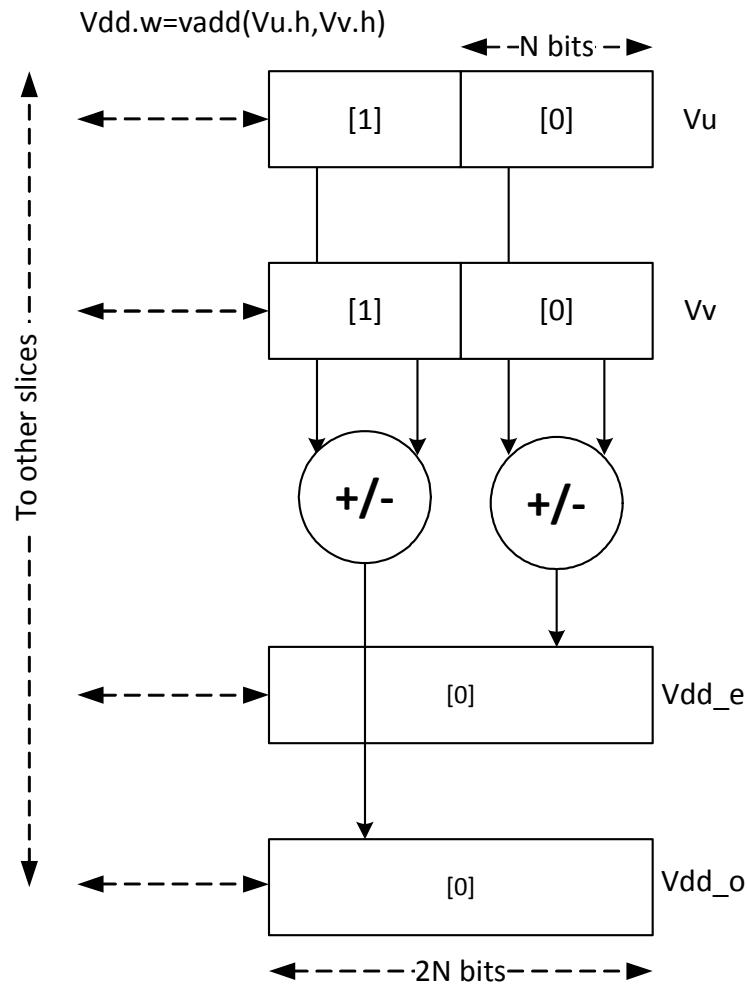 Vdd.w=vadd(Vu.h,Vv.h)
N bits
[1] [0] Vu
[1] [0] Vv
To other slices
+/- +/-
[0] Vdd_e
[0] Vdd_o
2N bits